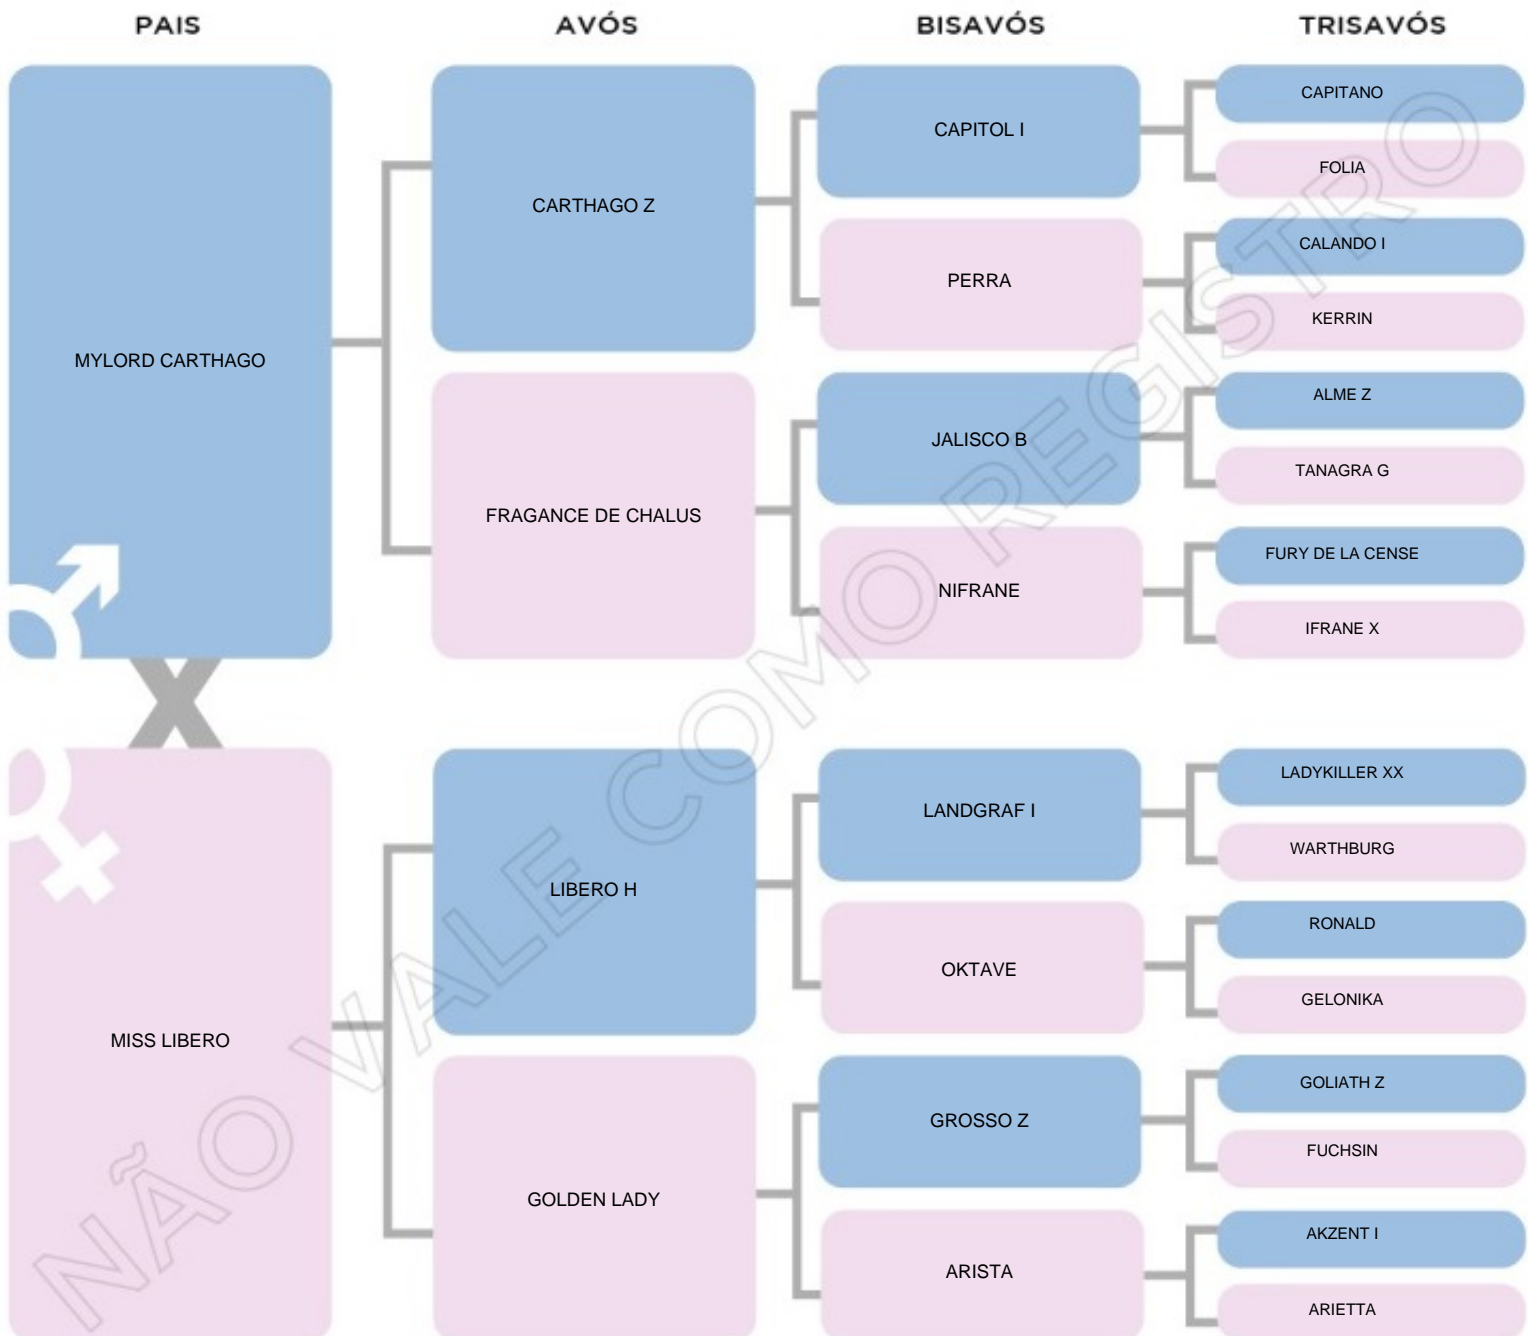 PAIS
AVÓS
BISAVÓS
TRISAVÓS
MYLORD CARTHAGO
CARTHAGO Z
CAPITOL I
CAPITANO
FOLIA
PERRA
CALANDO I
KERRIN
FRAGANCE DE CHALUS
JALISCO B
ALME Z
TANAGRA G
NIFRANE
FURY DE LA CENSE
IFRANE X
X
MISS LIBERO
LIBERO H
LANDGRAF I
LADYKILLER XX
WARTHBURG
OKTAVE
RONALD
GELONIKA
GOLDEN LADY
GROSSO Z
GOLIATH Z
FUCHSIN
ARISTA
AKZENT I
ARIETTA
NÃO VALE COMO REGISTRO